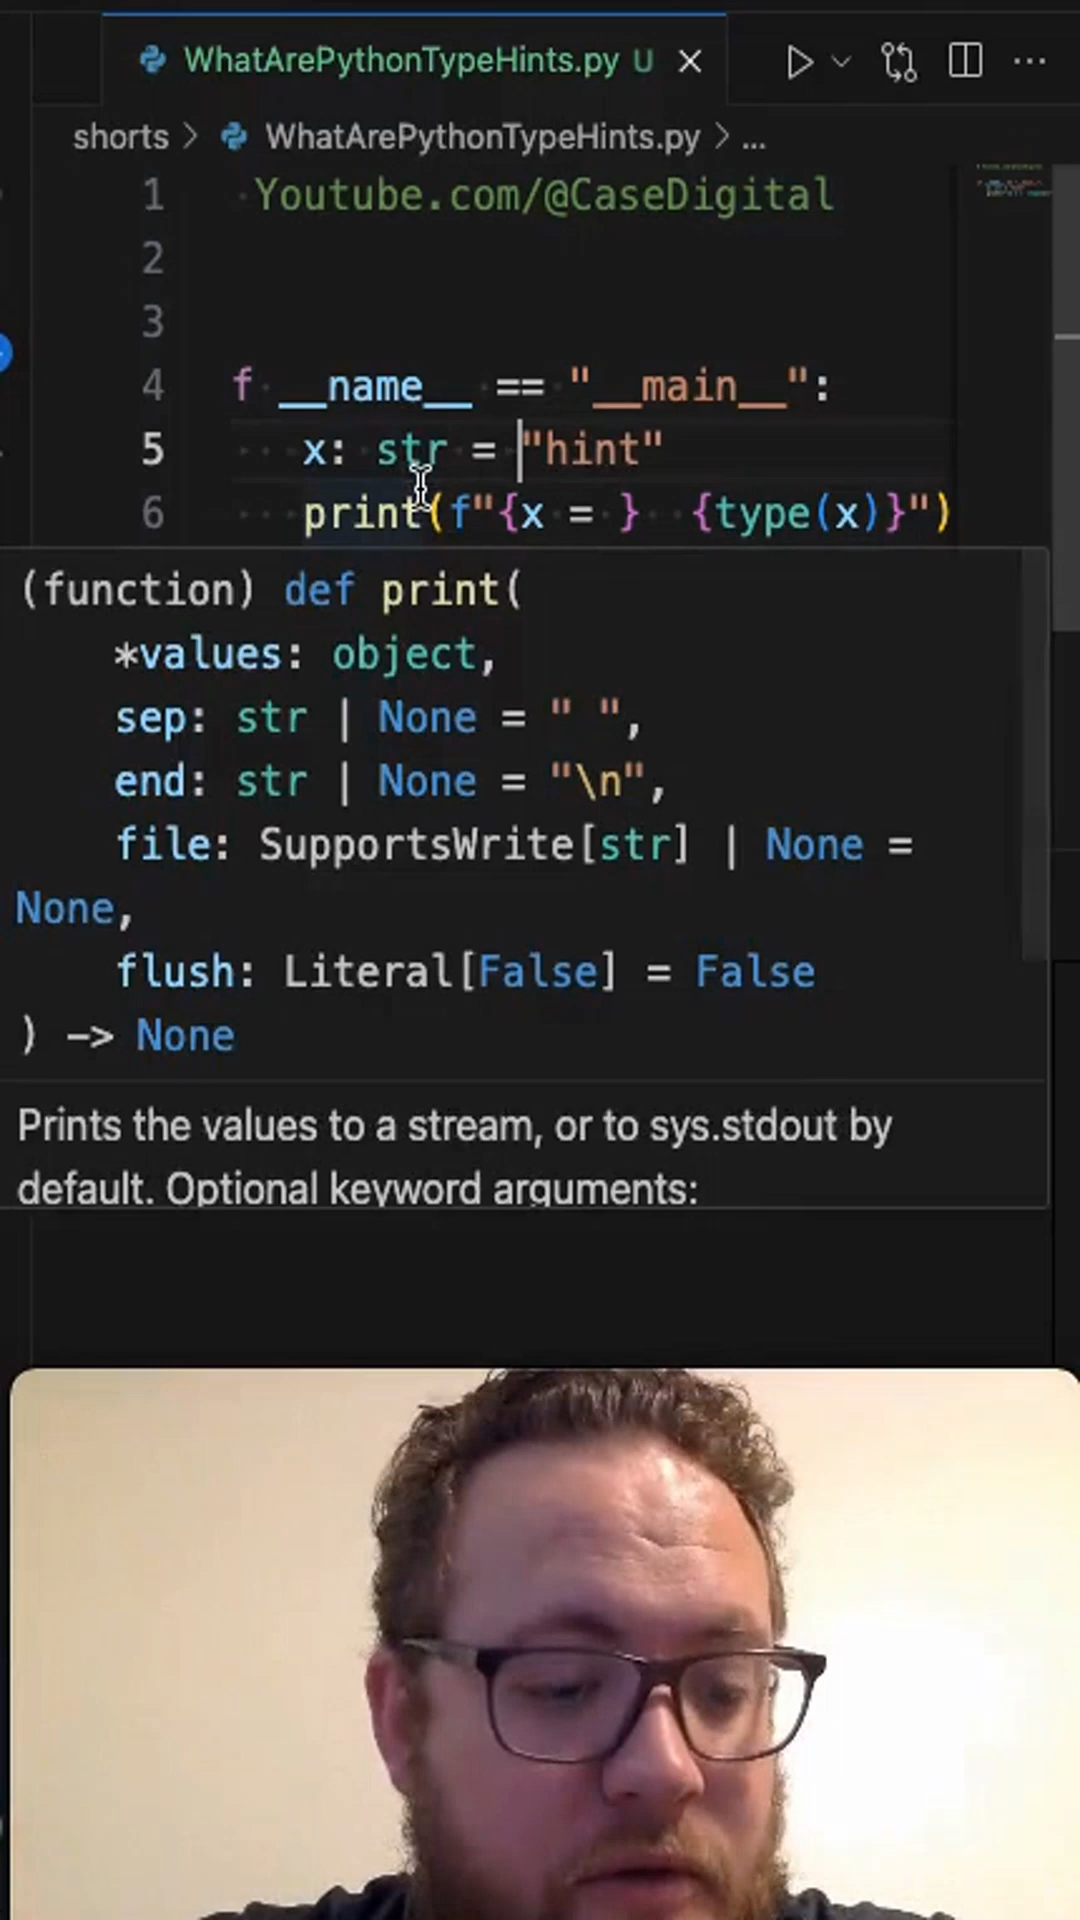 WhatArePythonTypeHints.py U
shorts > WhatArePythonTypeHints.py > ...
1 Youtube.com/@CaseDigital
2
3
4 f __name__ == "__main__":
5 x: str = "hint"
6 print(f"{x = } {type(x)}")
(function) def print(
*values: object,
sep: str | None = " ",
end: str | None = "\n",
file: SupportsWrite[str] | None =
None,
flush: Literal[False] = False
) -> None
Prints the values to a stream, or to sys.stdout by
default. Optional keyword arguments: